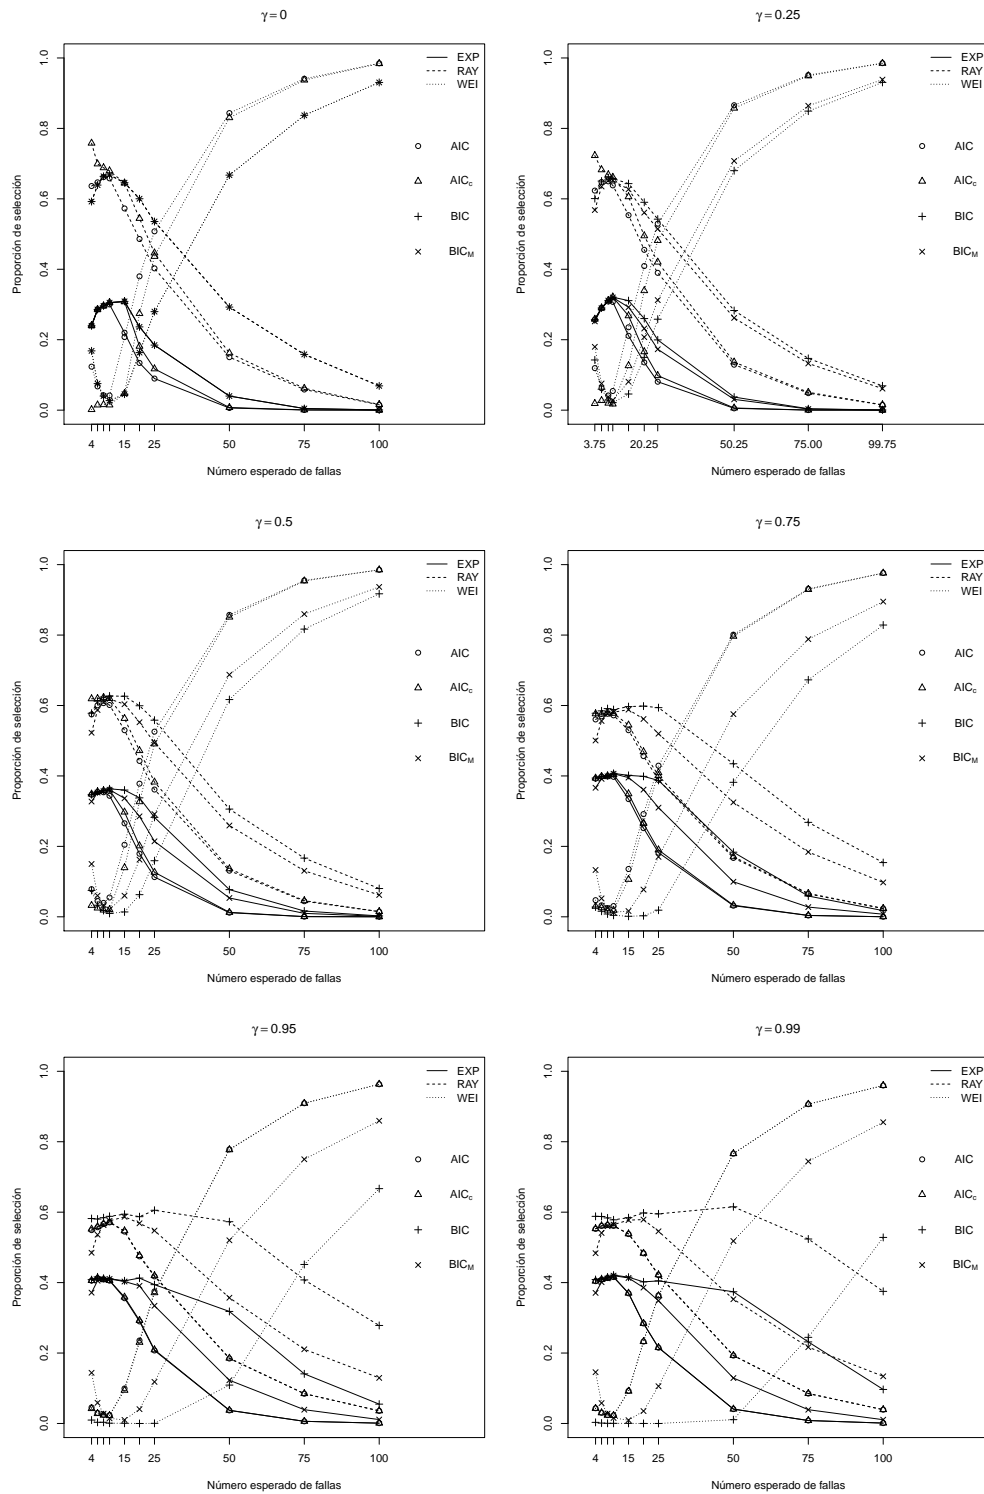 γ = 0
Proporción de selección
1.0
0.8
0.6
0.4
0.2
0.0
4 15 25 50 75 100
Número esperado de fallas
EXP
RAY
WEI
AIC
AICc
BIC
BICM
γ = 0.25
Proporción de selección
1.0
0.8
0.6
0.4
0.2
0.0
3.75 20.25 50.25 75.00 99.75
Número esperado de fallas
EXP
RAY
WEI
AIC
AICc
BIC
BICM
γ = 0.5
Proporción de selección
1.0
0.8
0.6
0.4
0.2
0.0
4 15 25 50 75 100
Número esperado de fallas
EXP
RAY
WEI
AIC
AICc
BIC
BICM
γ = 0.75
Proporción de selección
1.0
0.8
0.6
0.4
0.2
0.0
4 15 25 50 75 100
Número esperado de fallas
EXP
RAY
WEI
AIC
AICc
BIC
BICM
γ = 0.95
Proporción de selección
1.0
0.8
0.6
0.4
0.2
0.0
4 15 25 50 75 100
Número esperado de fallas
EXP
RAY
WEI
AIC
AICc
BIC
BICM
γ = 0.99
Proporción de selección
1.0
0.8
0.6
0.4
0.2
0.0
4 15 25 50 75 100
Número esperado de fallas
EXP
RAY
WEI
AIC
AICc
BIC
BICM